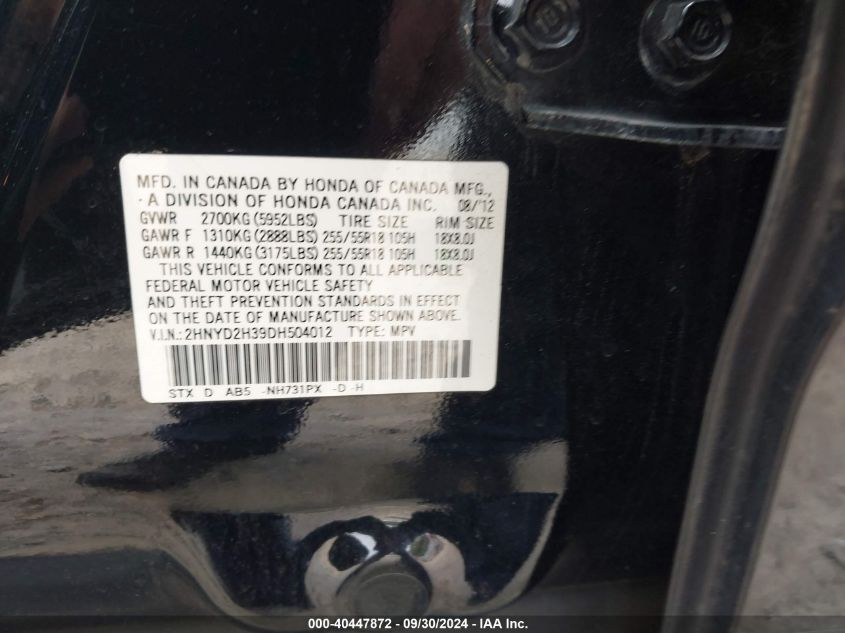 MFD. IN CANADA BY HONDA OF CANADA MFG.,
A DIVISION OF HONDA CANADA INC. 08/'12
GVWR 2700KG (5952LBS) TIRE SIZE RIM SIZE
GAWR F 1310KG (2888LBS) 255/55R18 105H 18X8.0J
GAWR R 1440KG (3175LBS) 255/55R18 105H 18X8.0J
THIS VEHICLE CONFORMS TO ALL APPLICABLE
FEDERAL MOTOR VEHICLE SAFETY
AND THEFT PREVENTION STANDARDS IN EFFECT
ON THE DATE OF MANUFACTURE SHOWN ABOVE.
V.I.N.: 2HNYD2H39DH504012 TYPE: MPV
STX D AB5 -NH731PX -D -H
000-40447872 - 09/30/2024 - IAAI Inc.